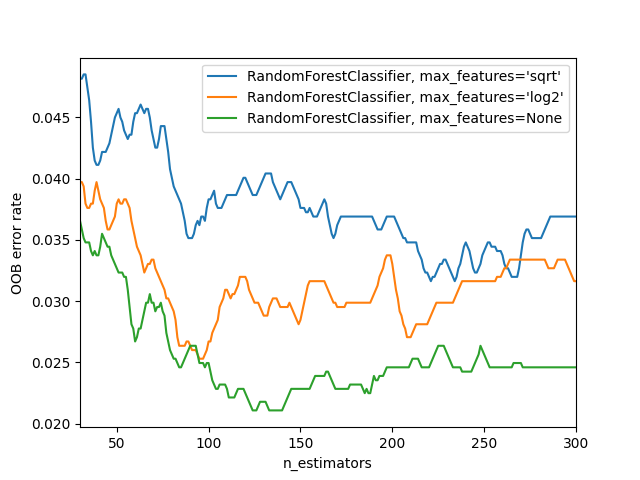 RandomForestClassifier, max_features='sqrt'
RandomForestClassifier, max_features='log2'
RandomForestClassifier, max_features=None
OOB error rate
0.045
0.040
0.035
0.030
0.025
0.020
50 100 150 200 250 300
n_estimators